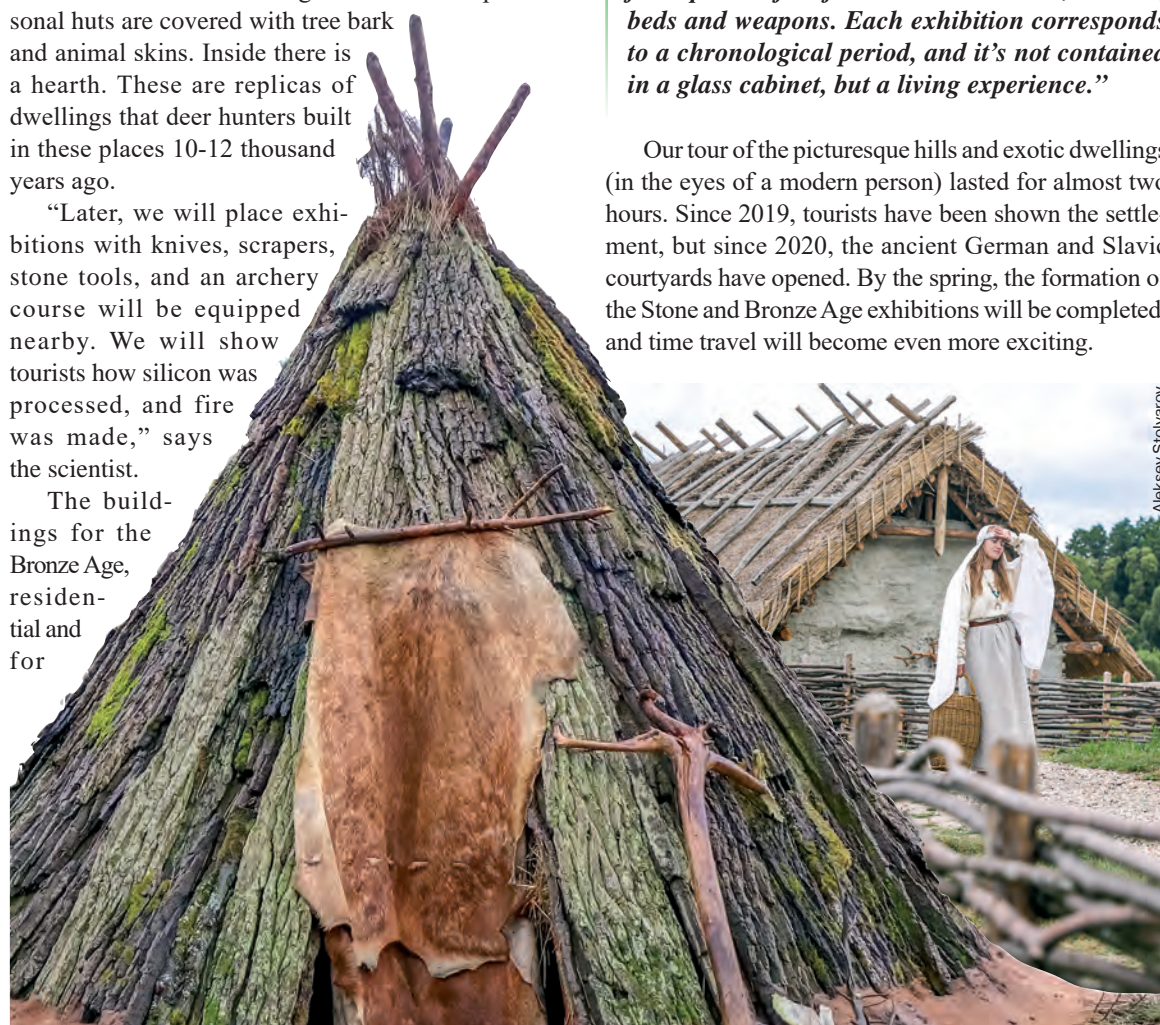 sonal huts are covered with tree bark
and animal skins. Inside there is
a hearth. These are replicas of
dwellings that deer hunters built
in these places 10-12 thousand
years ago.
“Later, we will place exhi-
bitions with knives, scrapers,
stone tools, and an archery
course will be equipped
nearby. We will show
tourists how silicon was
processed, and fire
was made,” says
the scientist.
The build-
ings for the
Bronze Age,
residen-
tial and
for
beds and weapons. Each exhibition corresponds
to a chronological period, and it’s not contained
in a glass cabinet, but a living experience.”
Our tour of the picturesque hills and exotic dwellings
(in the eyes of a modern person) lasted for almost two
hours. Since 2019, tourists have been shown the settle-
ment, but since 2020, the ancient German and Slavic
courtyards have opened. By the spring, the formation of
the Stone and Bronze Age exhibitions will be completed,
and time travel will become even more exciting.
Aleksey Stolyarov